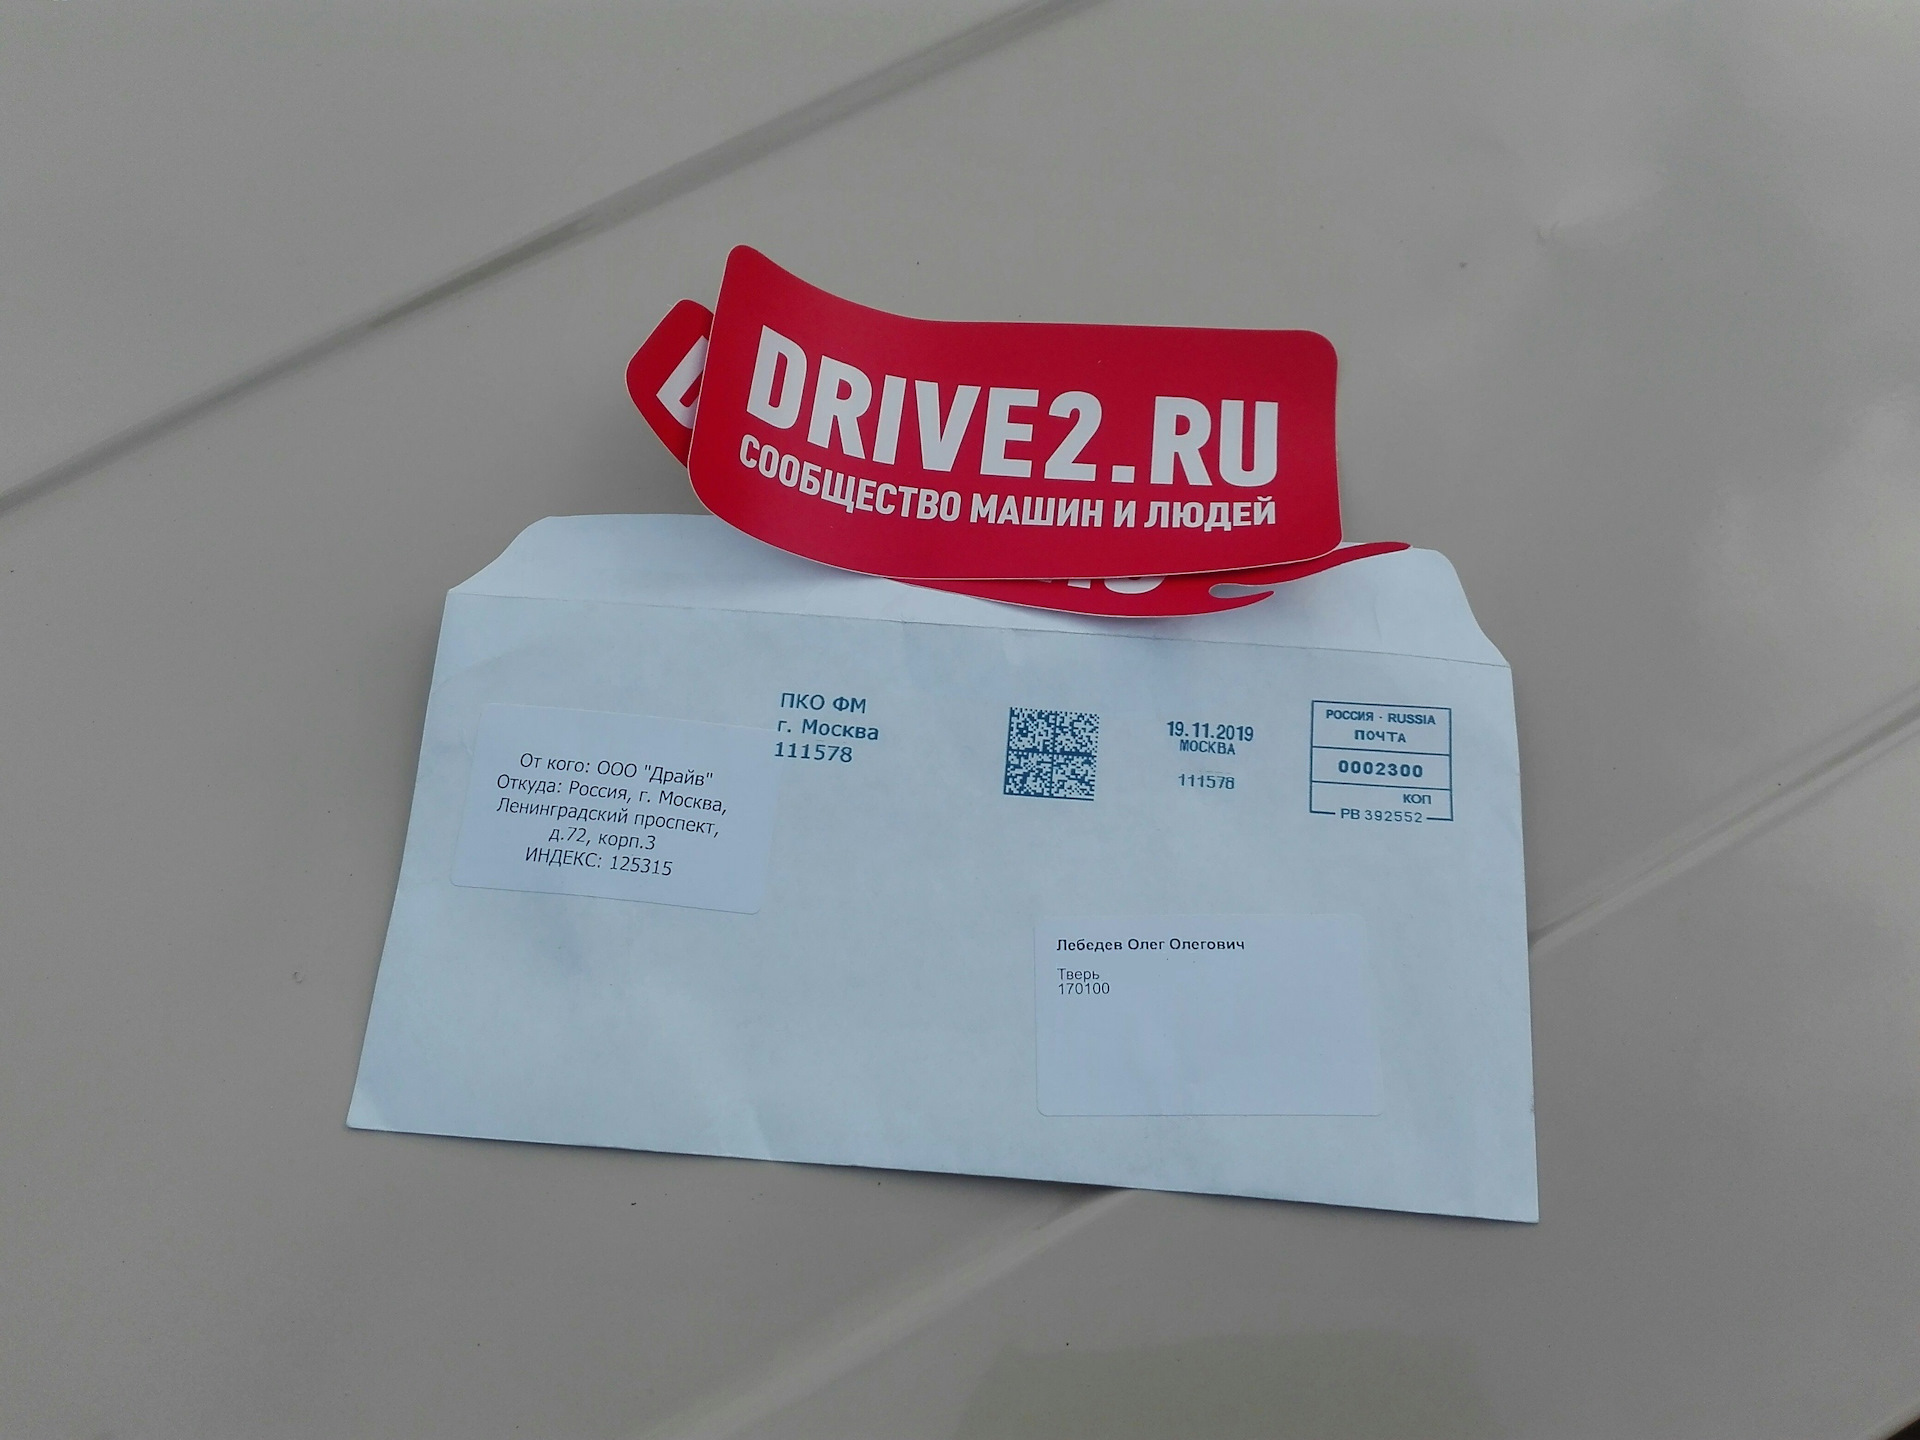 DRIVE2.RU
СООБЩЕСТВО МАШИН И ЛЮДЕЙ
ПКО ФМ
г. Москва
111578
19.11.2019
МОСКВА
111578
РОССИЯ · RUSSIA
ПОЧТА
0002300
КОП
РВ 392552
От кого: ООО "Драйв"
Откуда: Россия, г. Москва,
Ленинградский проспект,
д.72, корп.3
ИНДЕКС: 125315
Лебедев Олег Олегович
Тверь
170100